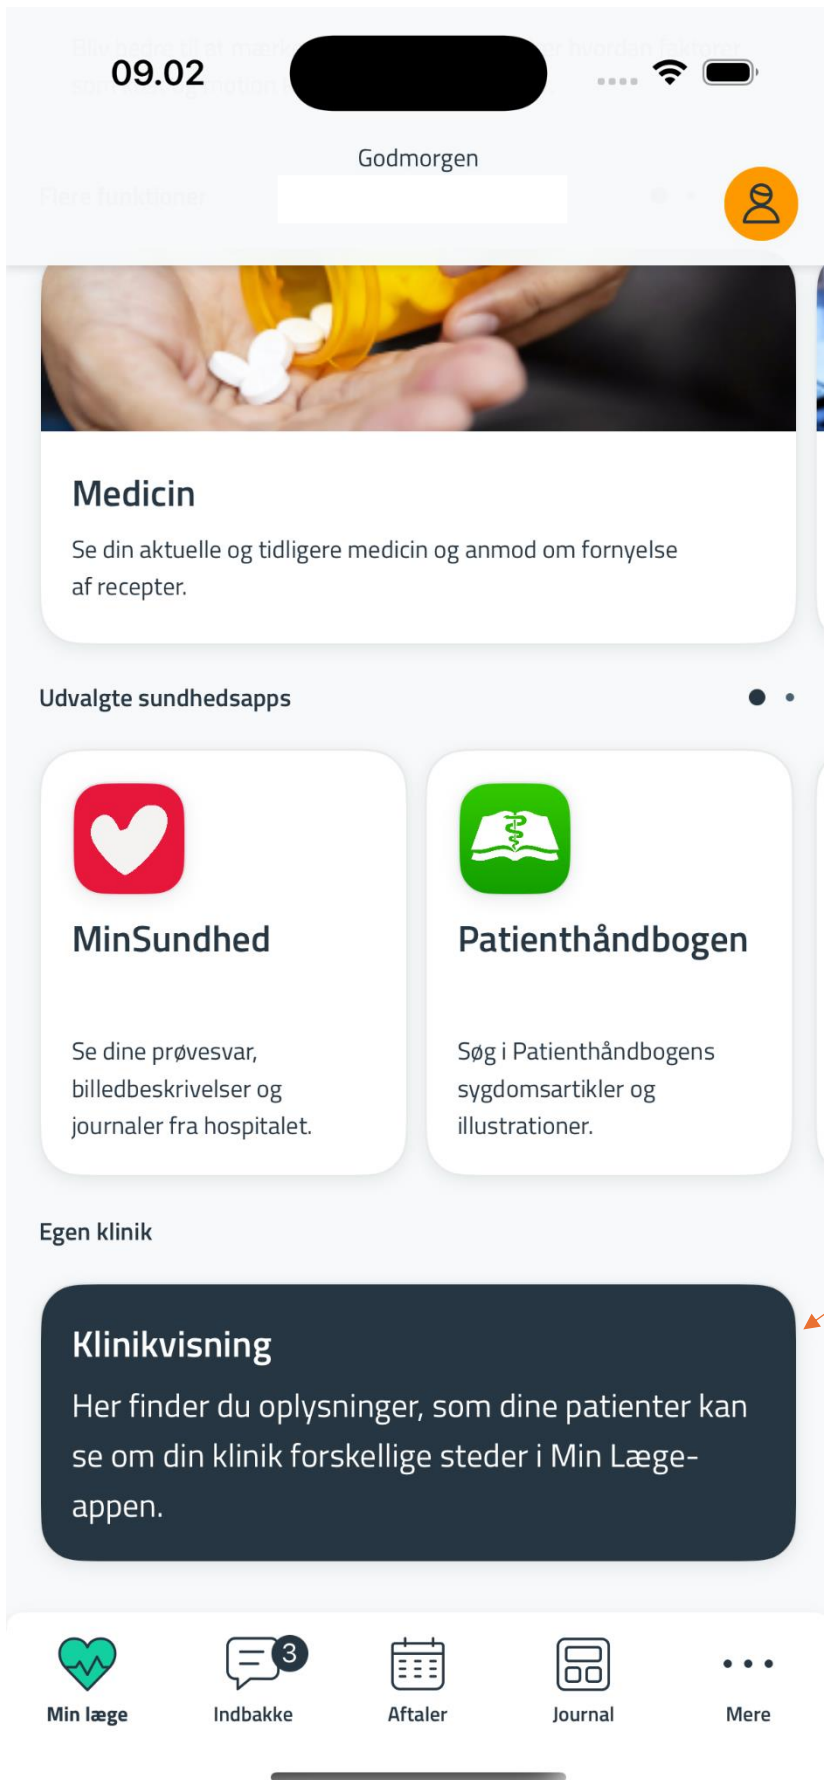 09.02
Godmorgen
Flere funktioner
Medicin
Se din aktuelle og tidligere medicin og anmod om fornyelse
af recepter.
Udvalgte sundhedsapps
MinSundhed
Patienthåndbogen
Se dine prøvesvar,
billedbeskrivelser og
journaler fra hospitalet.
Søg i Patienthåndbogens
sygdomsartikler og
illustrationer.
Egen klinik
Klinikvisning
Her finder du oplysninger, som dine patienter kan
se om din klinik forskellige steder i Min Læge-
appen.
3
Min læge
Indbakke
Aftaler
Journal
Mere